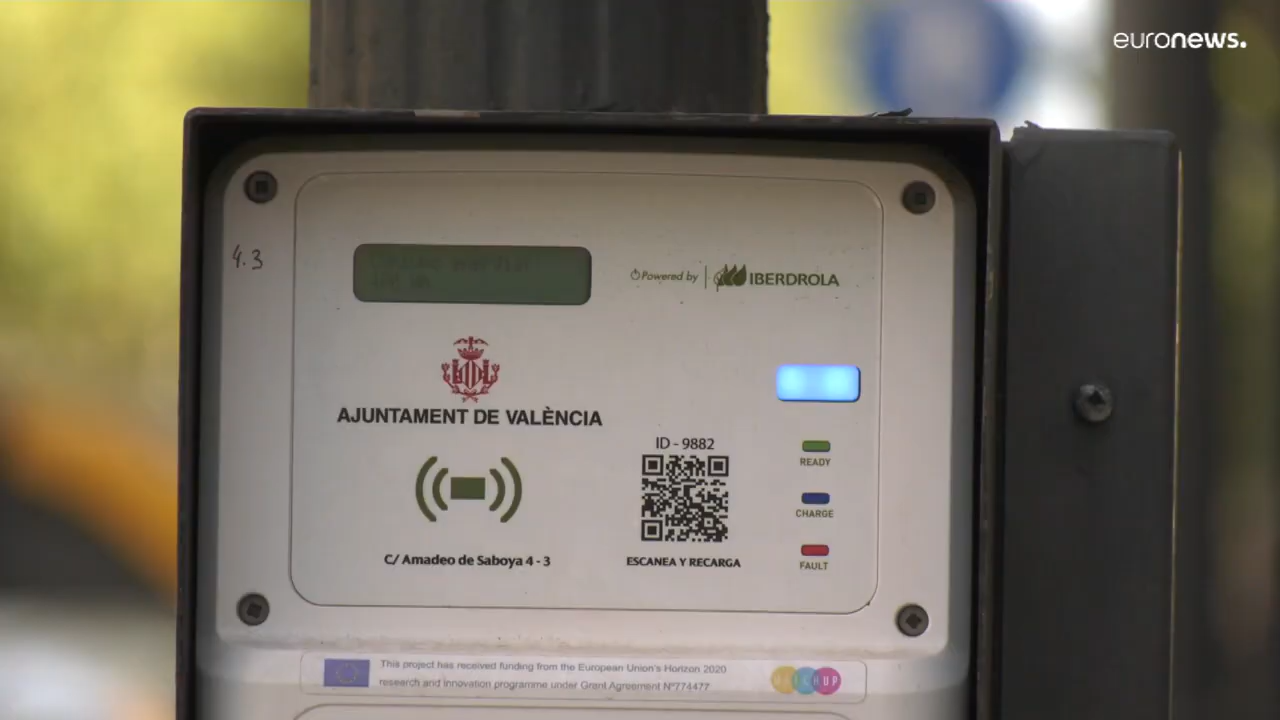 euronews.
4.3
Powered by IBERDROLA
AJUNTAMENT DE VALÈNCIA
ID - 9882
READY
CHARGE
FAULT
C/ Amadeo de Saboya 4 - 3
ESCANEA Y RECARGA
This project has received funding from the European Union's Horizon 2020
research and innovation programme under Grant Agreement Nº774477